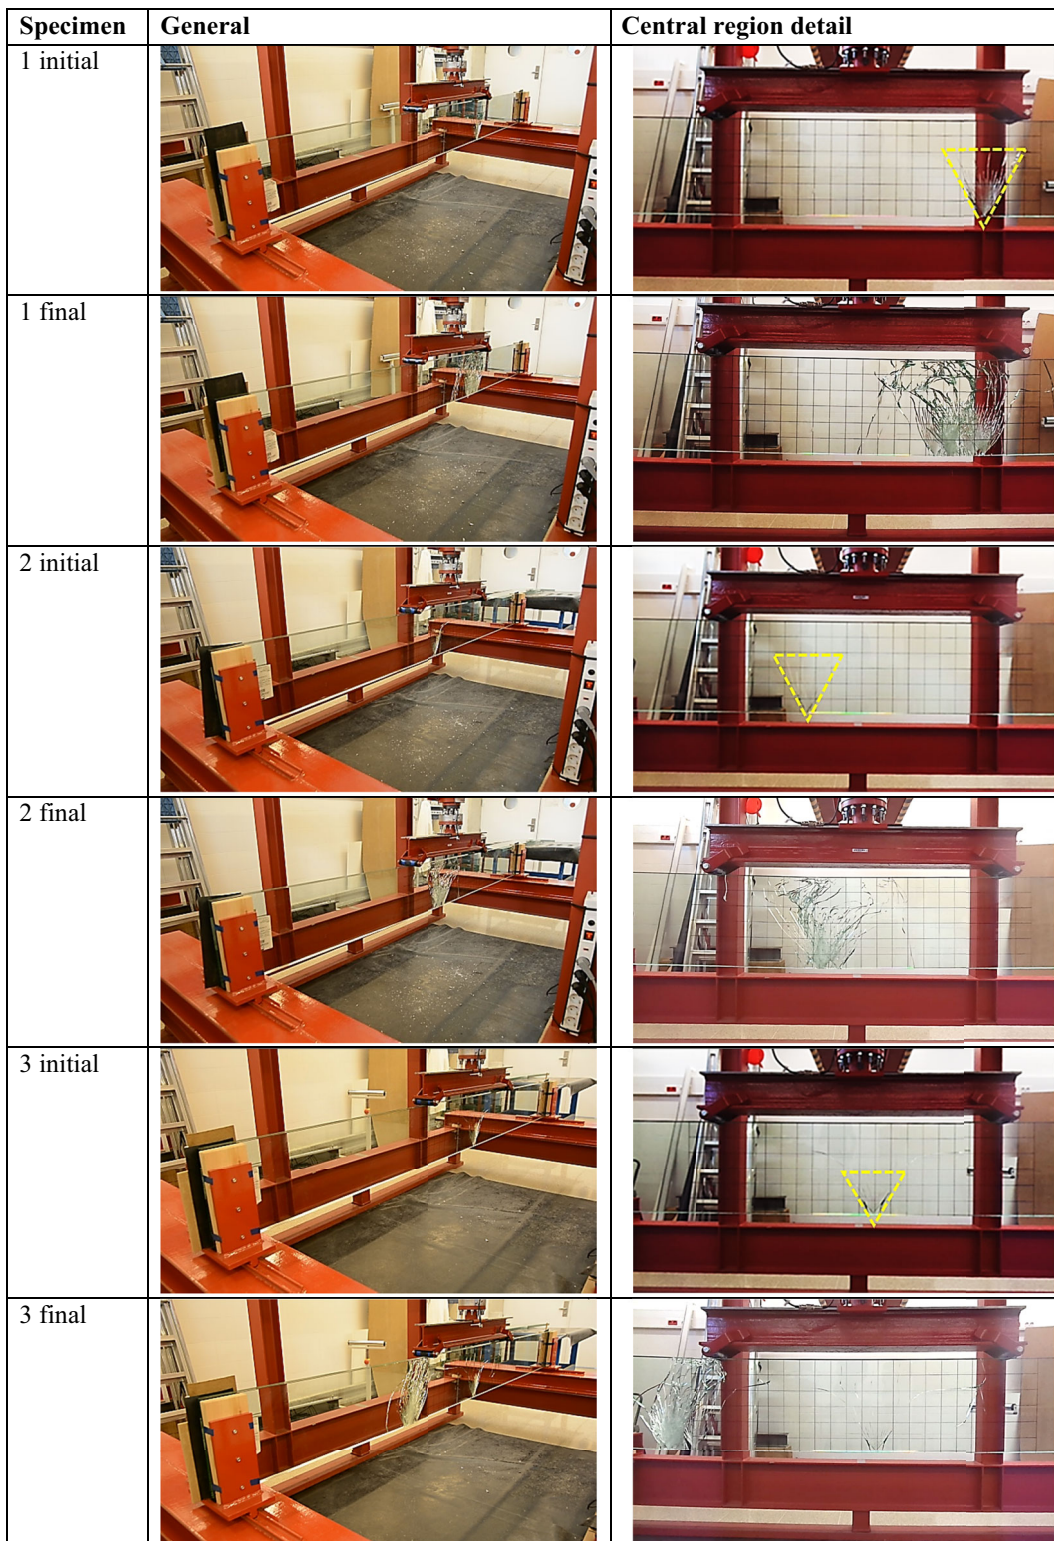 Specimen General Central region detail
1 initial
1 final
2 initial
2 final
3 initial
3 final